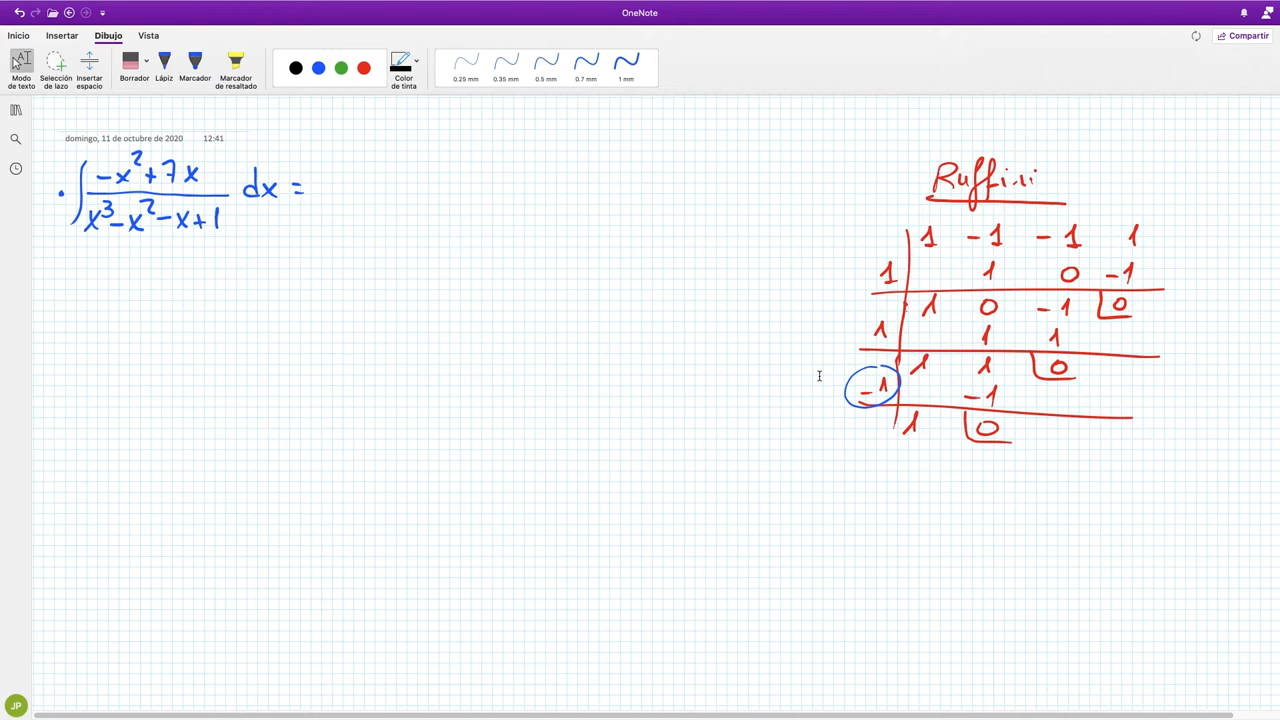 OneNote
Inicio Insertar Dibujo Vista
Compartir
Modo de texto
Selección de lazo
Insertar espacio
Borrador
Lápiz
Marcador
Marcador de resaltado
0.25 mm 0.35 mm 0.5 mm 0.7 mm 1 mm
Color de tinta
domingo, 11 de octubre de 2020 12:41
-x²+7x
· ∫ dx =
x³-x²-x+1
Ruffini
1 -1 -1 1
1 1 0 -1
1 0 -1 0
1 1 1
1 1 0
-1 -1
1 0
JP